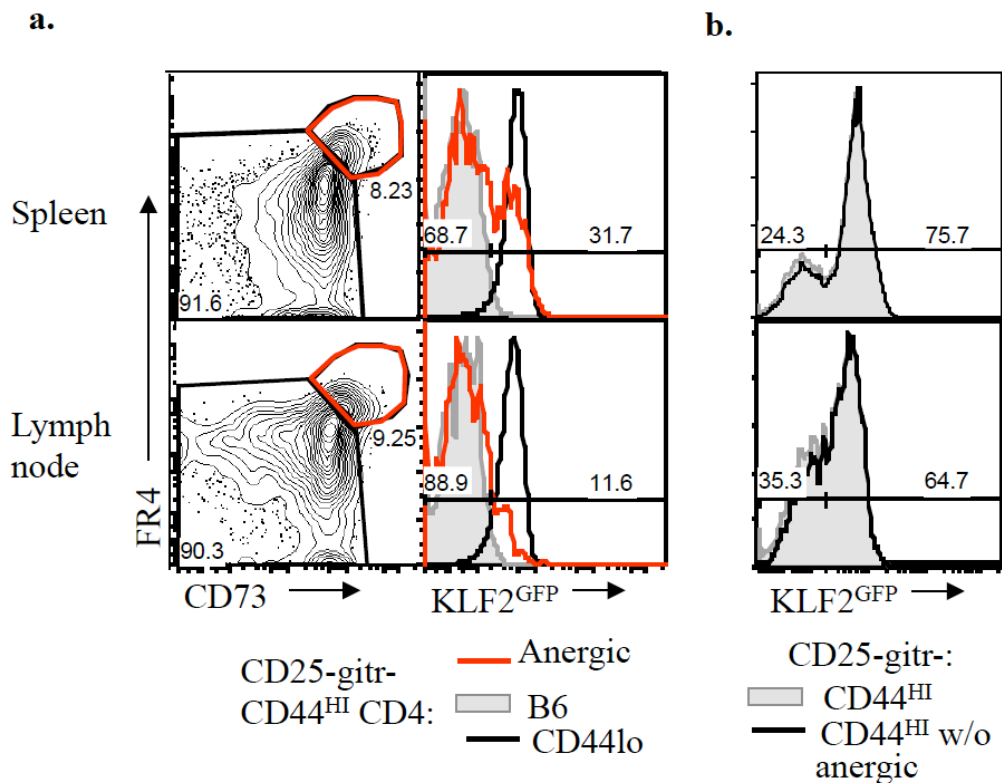 a.
b.
Spleen
8.23
91.6
68.7
31.7
24.3
75.7
Lymph
node
9.25
90.3
88.9
11.6
35.3
64.7
FR4
CD73
KLF2GFP
KLF2GFP
CD25-gitr-
CD44HI CD4:
Anergic
B6
CD44lo
CD25-gitr-:
CD44HI
CD44HI w/o
anergic